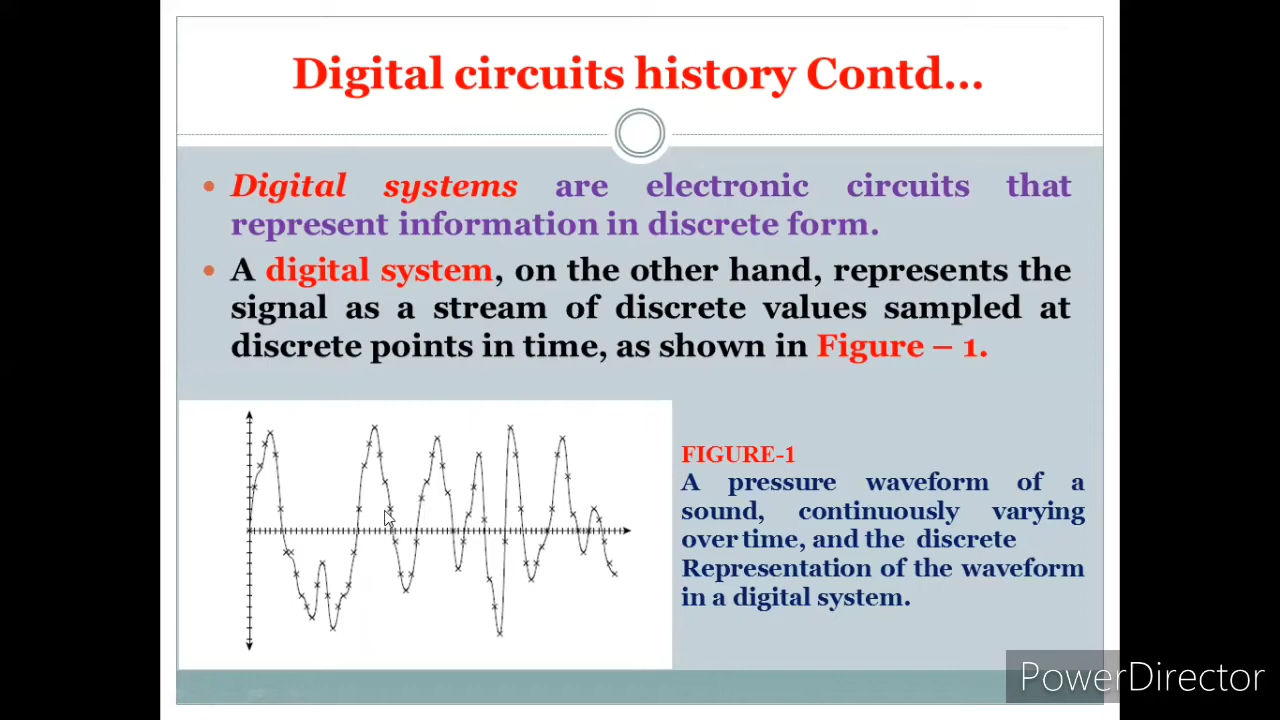 Digital circuits history Contd...
• Digital systems are electronic circuits that
represent information in discrete form.
• A digital system, on the other hand, represents the
signal as a stream of discrete values sampled at
discrete points in time, as shown in Figure – 1.
FIGURE-1
A pressure waveform of a
sound, continuously varying
over time, and the discrete
Representation of the waveform
in a digital system.
PowerDirector